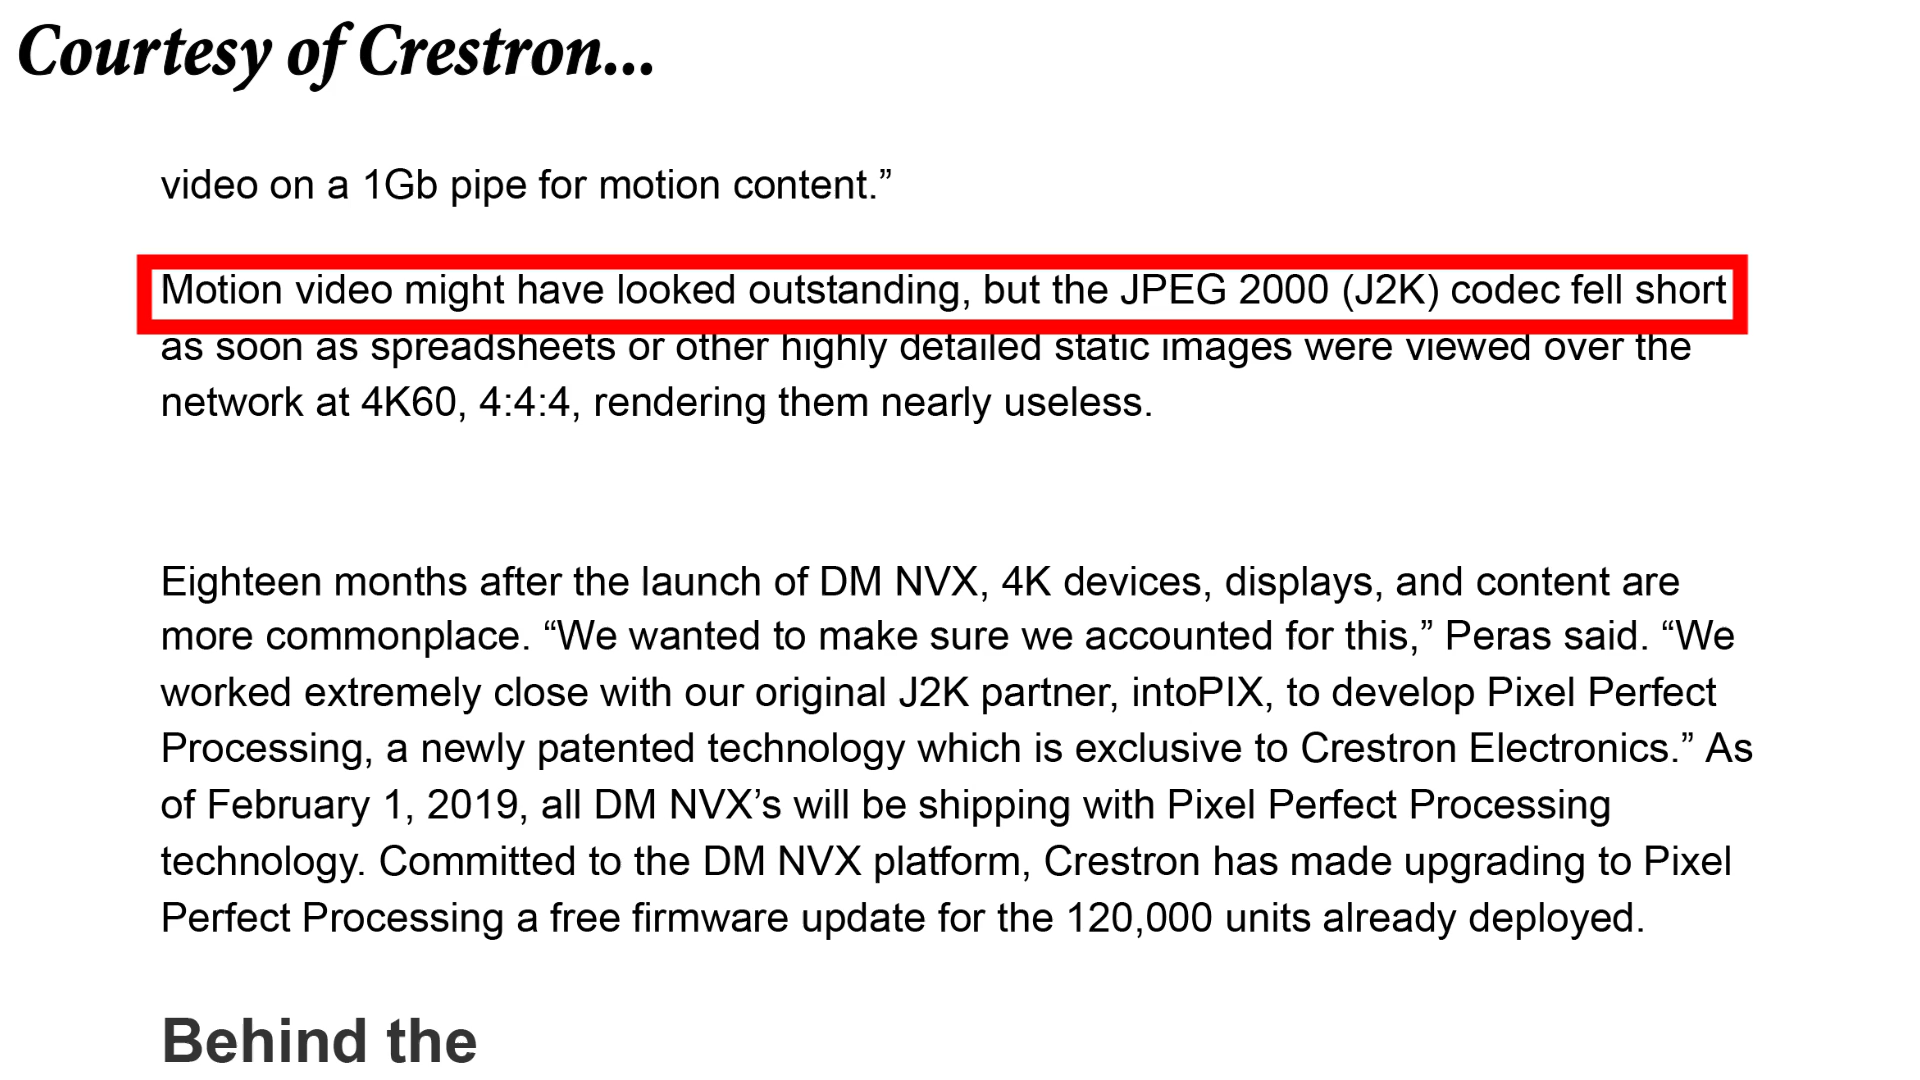 Courtesy of Crestron...
video on a 1Gb pipe for motion content.”
Motion video might have looked outstanding, but the JPEG 2000 (J2K) codec fell short
as soon as spreadsheets or other highly detailed static images were viewed over the
network at 4K60, 4:4:4, rendering them nearly useless.
Eighteen months after the launch of DM NVX, 4K devices, displays, and content are
more commonplace. “We wanted to make sure we accounted for this,” Peras said. “We
worked extremely close with our original J2K partner, intoPIX, to develop Pixel Perfect
Processing, a newly patented technology which is exclusive to Crestron Electronics.” As
of February 1, 2019, all DM NVX’s will be shipping with Pixel Perfect Processing
technology. Committed to the DM NVX platform, Crestron has made upgrading to Pixel
Perfect Processing a free firmware update for the 120,000 units already deployed.
Behind the